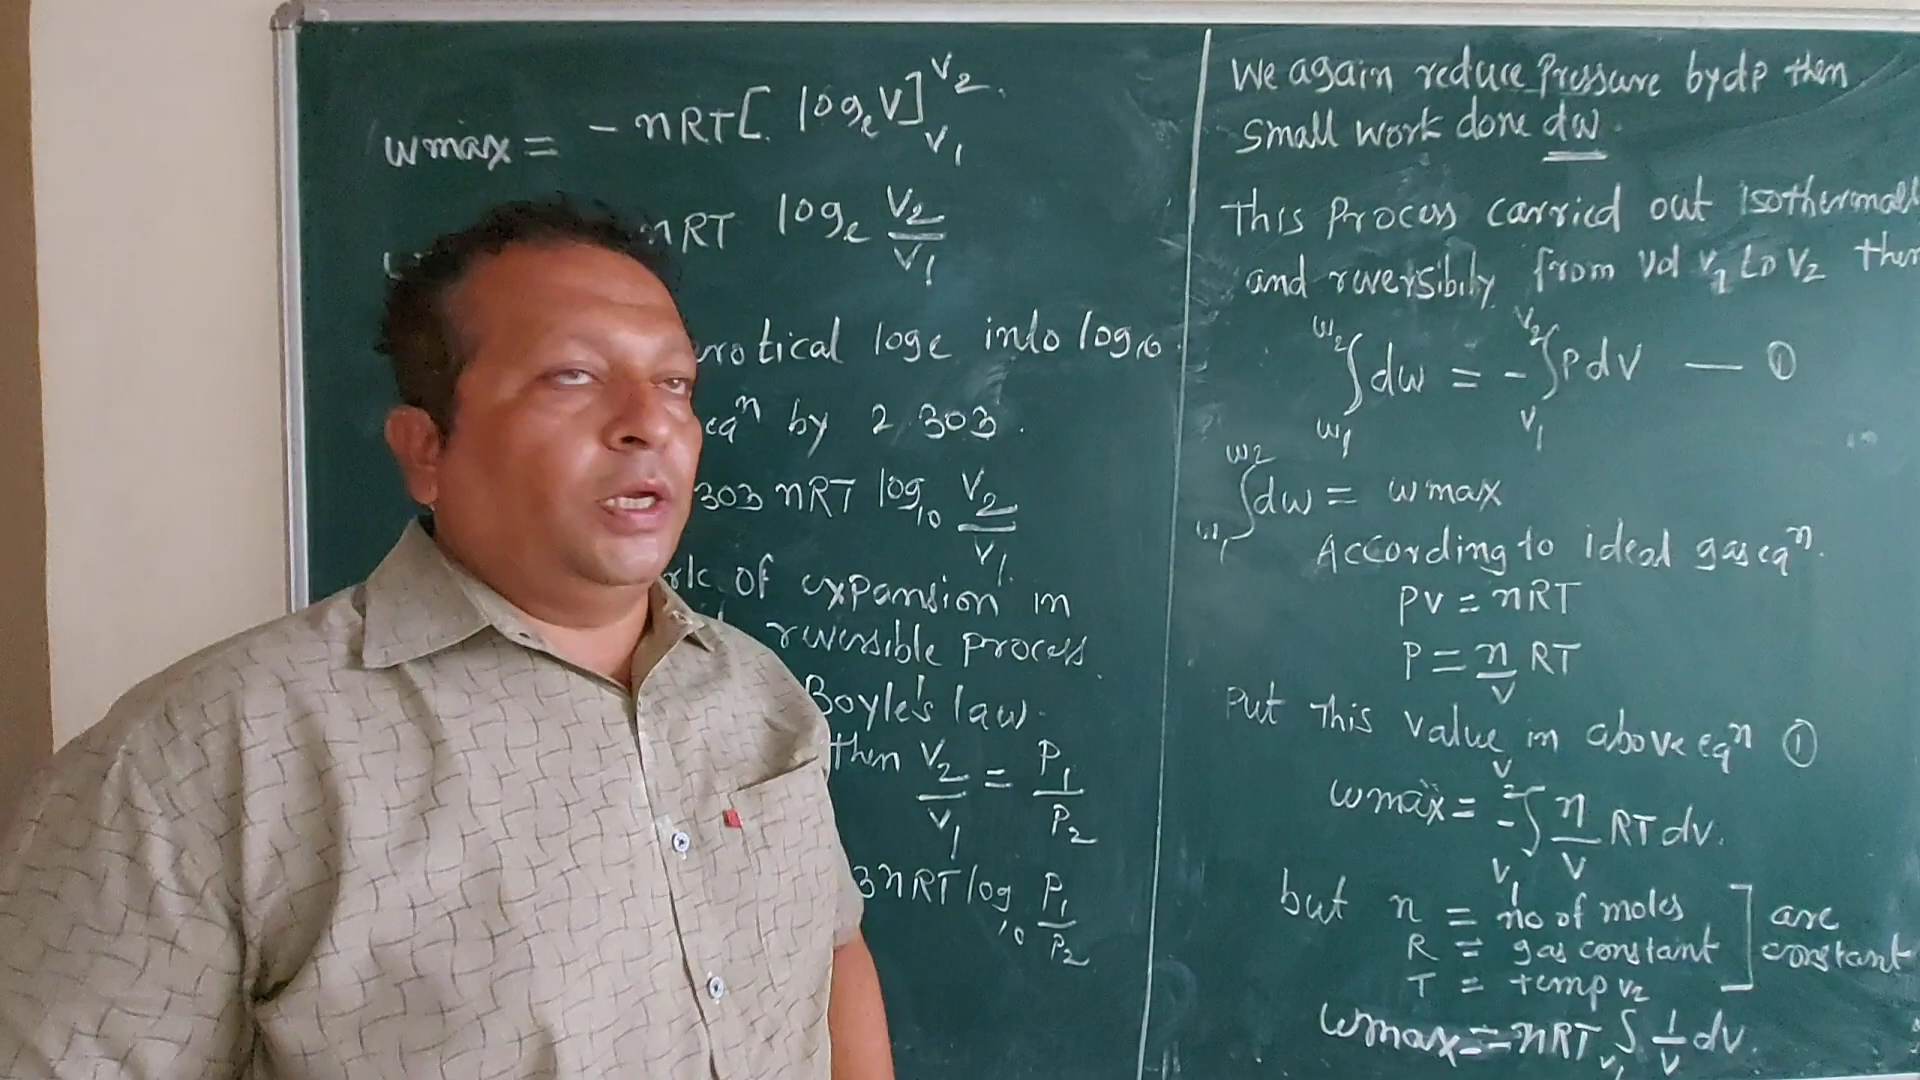 wmax = - nRT [ logₑV]V₂ V₁
nRT logₑ V₂/V₁
logₑ into log₁₀
eqⁿ by 2.303.
303 nRT log₁₀ V₂/V₁
of expansion in
reversible process
Boyle's law.
then V₂/V₁ = P₁/P₂
3nRT log₁₀ P₁/P₂
We again reduce Pressure by dp then
small work done dw.
This Process carried out Isothermall
and rversibily from Vol V₁ to V₂ then
w₂∫w₁ dw = - V₂∫V₁ PdV — ①
w₂∫w₁ dw = wmax
According to ideal gas eqⁿ.
PV = nRT
P = n/V RT
Put this value in above eqⁿ ①
wmax = - V₂∫V₁ n/V RT dv.
but n = no of moles ] are
R = gas constant ] constant
T = temp
wmax = - nRT V₂∫V₁ 1/V dv.